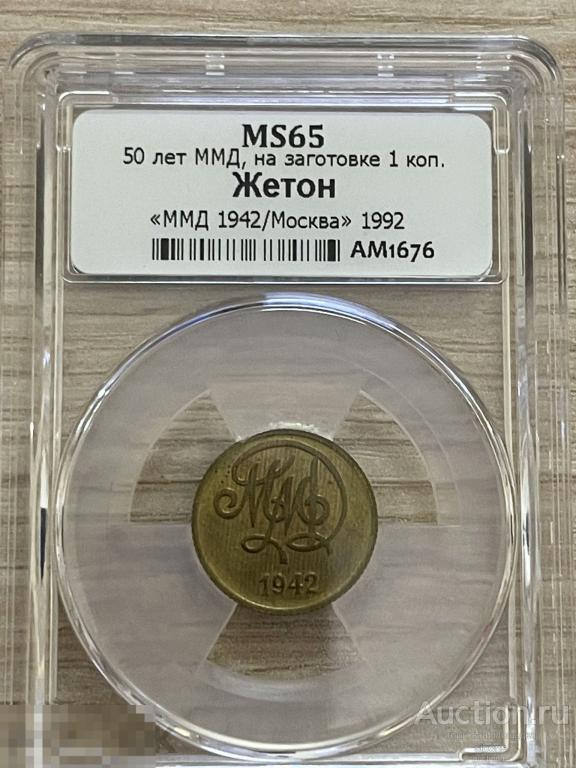 MS65
50 лет ММД, на заготовке 1 коп.
Жетон
«ММД 1942/Москва» 1992
AM1676
ММД
1942
Auction.ru